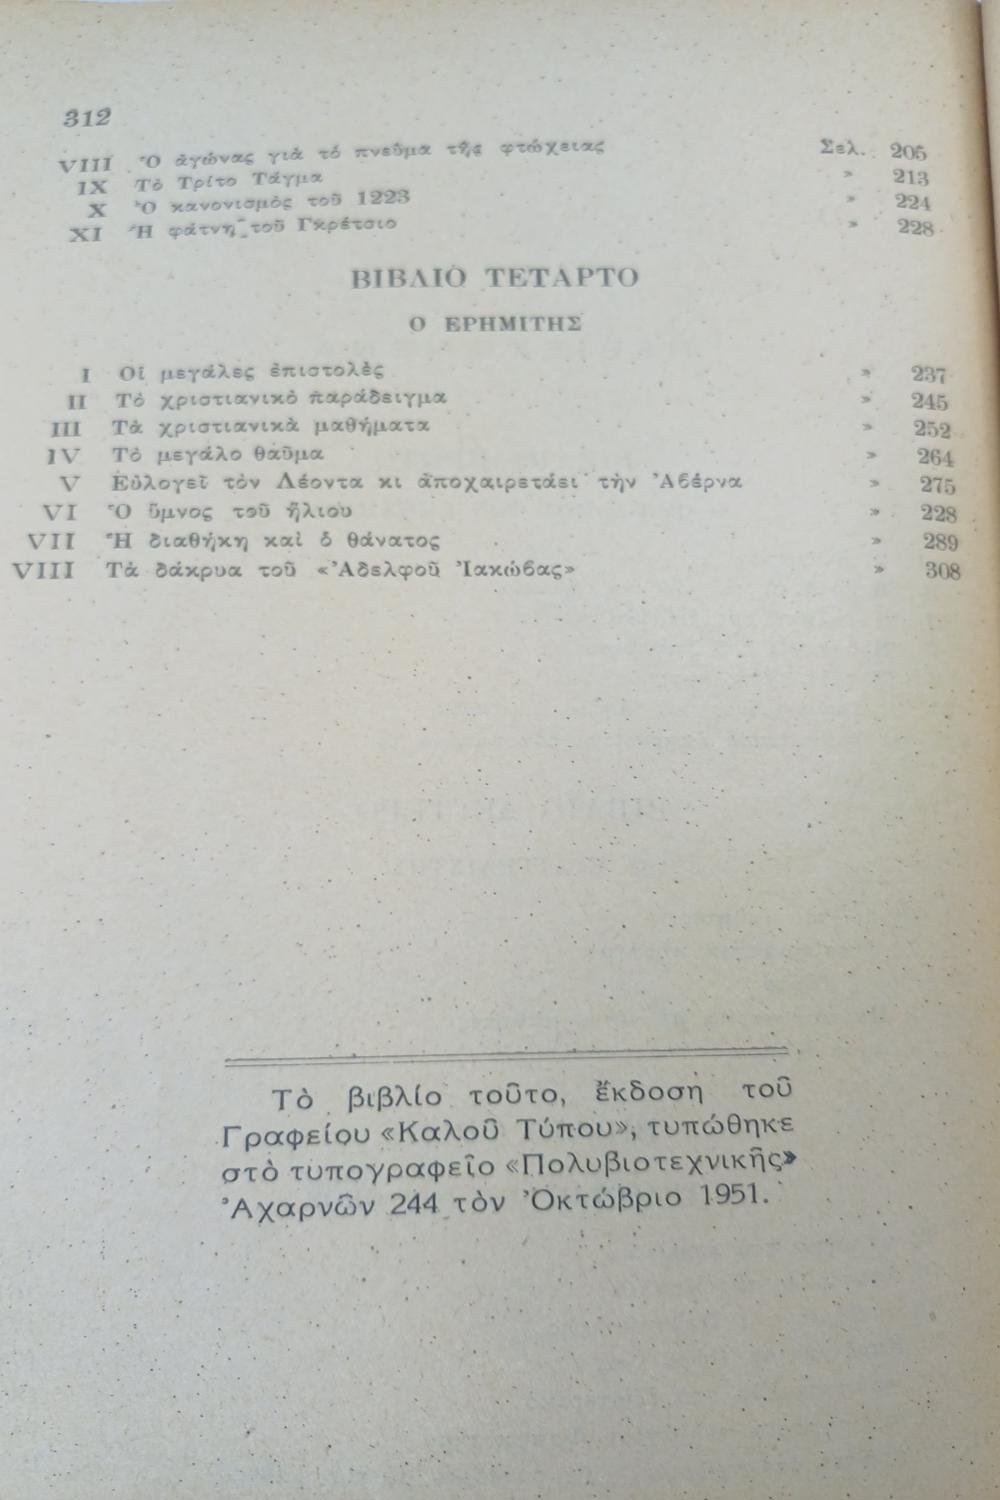 312
VIII Ὁ ἀγώνας γιὰ τὸ πνεῦμα τῆς φτώχειας Σελ. 205
IX Τὸ Τρίτο Τάγμα » 213
X Ὁ κανονισμὸς τοῦ 1223 » 224
XI Ἡ φάτνη τοῦ Γκρέτσιο » 228
ΒΙΒΛΙΟ ΤΕΤΑΡΤΟ
Ο ΕΡΗΜΙΤΗΣ
I Οἱ μεγάλες ἐπιστολὲς » 237
II Τὸ χριστιανικὸ παράδειγμα » 245
III Τὰ χριστιανικὰ μαθήματα » 252
IV Τὸ μεγάλο θαῦμα » 264
V Εὐλογεῖ τὸν Λέοντα κι ἀποχαιρετάει τὴν Ἀβέρνα » 275
VI Ὁ ὕμνος τοῦ ἥλιου » 228
VII Ἡ διαθήκη καὶ ὁ θάνατος » 289
VIII Τὰ δάκρυα τοῦ «Ἀδελφοῦ Ἰακώβας» » 308
Τὸ βιβλίο τοῦτο, ἔκδοση τοῦ
Γραφείου «Καλοῦ Τύπου», τυπώθηκε
στὸ τυπογραφεῖο «Πολυβιοτεχνικῆς»
Ἀχαρνῶν 244 τὸν Ὀκτώβριο 1951.